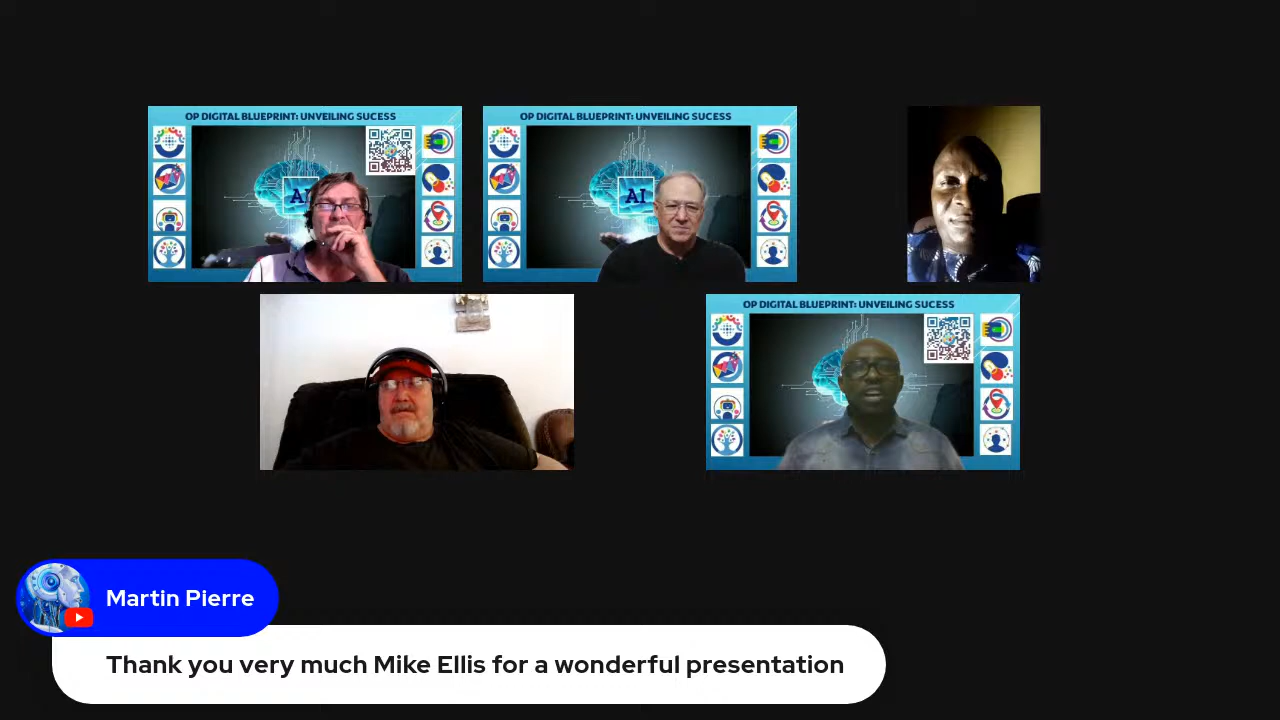 OP DIGITAL BLUEPRINT: UNVEILING SUCESS
AI
OP DIGITAL BLUEPRINT: UNVEILING SUCESS
AI
OP DIGITAL BLUEPRINT: UNVEILING SUCESS
Martin Pierre
Thank you very much Mike Ellis for a wonderful presentation